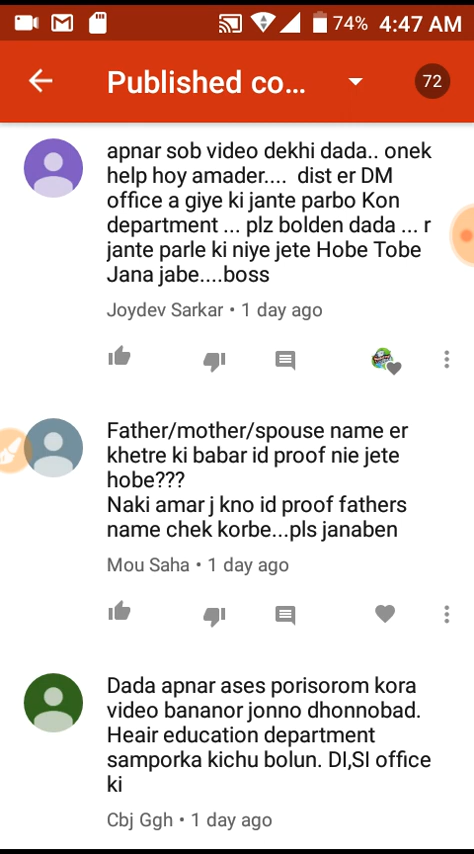 74% 4:47 AM
Published co... 72
apnar sob video dekhi dada.. onek
help hoy amader.... dist er DM
office a giye ki jante parbo Kon
department ... plz bolden dada ... r
jante parle ki niye jete Hobe Tobe
Jana jabe....boss
Joydev Sarkar • 1 day ago
Father/mother/spouse name er
khetre ki babar id proof nie jete
hobe???
Naki amar j kno id proof fathers
name chek korbe...pls janaben
Mou Saha • 1 day ago
Dada apnar ases porisorom kora
video bananor jonno dhonnobad.
Heair education department
samporka kichu bolun. DI,SI office
ki
Cbj Ggh • 1 day ago